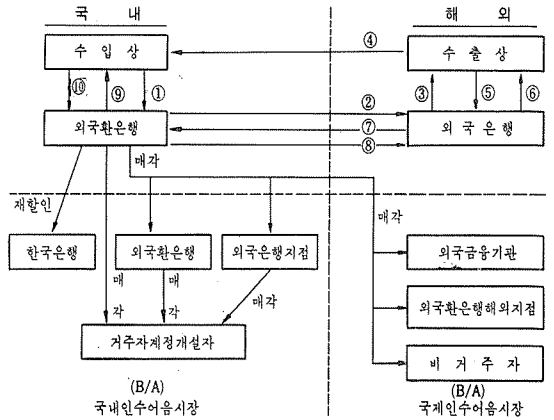 국 내
해 외
수 입 상
④
수 출 상
⑩ ⑨ ①
②
③ ⑤ ⑥
외국환은행
⑦
외 국 은 행
⑧
매각
재할인
매각
한국은행
외국환은행
외국은행지점
외국금융기관
매 매
매각
각 각
외국환은행해외지점
거주자계정개설자
비 거 주 자
(B/A)
국내인수어음시장
(B/A)
국제인수어음시장